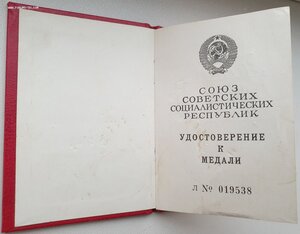 СОЮЗ
СОВЕТСКИХ
СОЦИАЛИСТИЧЕСКИХ
РЕСПУБЛИК
УДОСТОВЕРЕНИЕ
К
МЕДАЛИ
Л № 019538